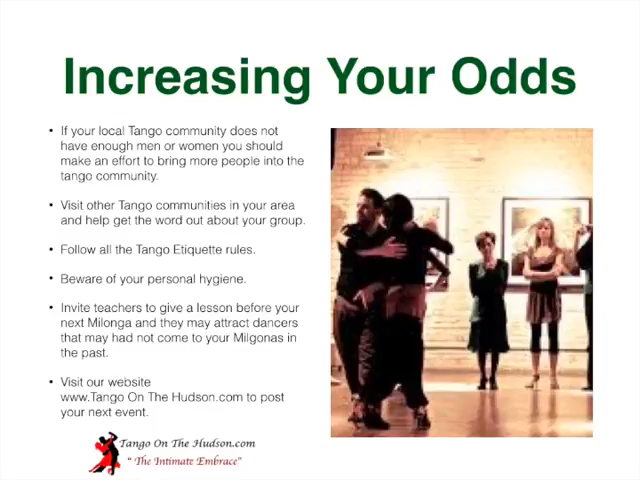 Increasing Your Odds
• If your local Tango community does not
have enough men or women you should
make an effort to bring more people into the
tango community.
• Visit other Tango communities in your area
and help get the word out about your group.
• Follow all the Tango Etiquette rules.
• Beware of your personal hygiene.
• Invite teachers to give a lesson before your
next Milonga and they may attract dancers
that may had not come to your Milgonas in
the past.
• Visit our website
www.Tango On The Hudson.com to post
your next event.
Tango On The Hudson.com
“ The Intimate Embrace”